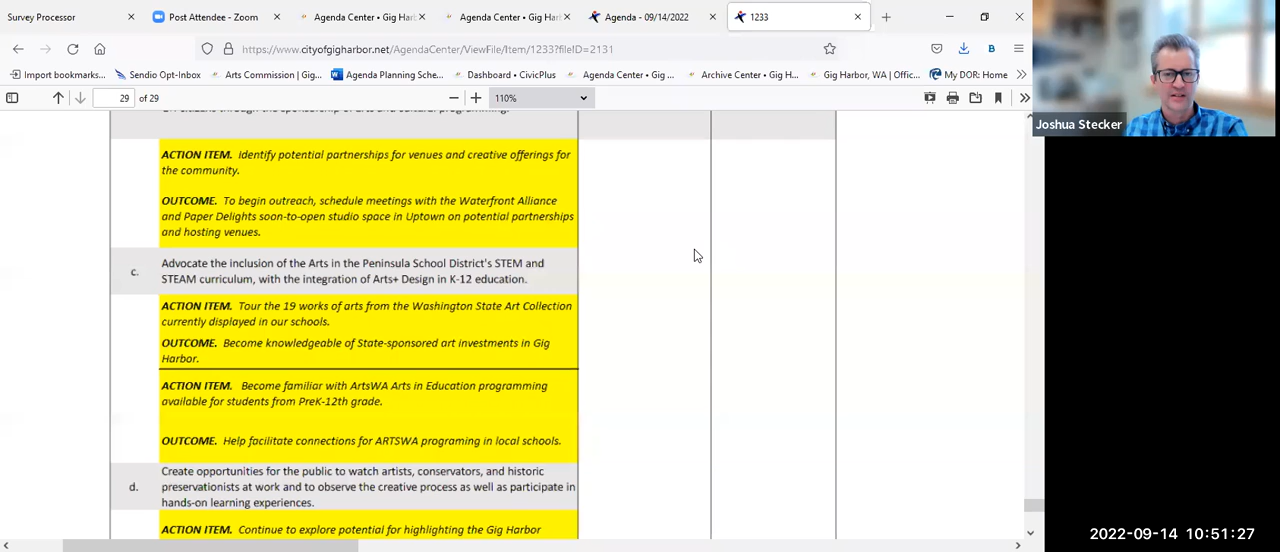 Survey Processor
Post Attendee - Zoom
Agenda Center • Gig Har
Agenda Center • Gig Har
Agenda - 09/14/2022
1233
https://www.cityofgigharbor.net/AgendaCenter/ViewFile/Item/1233?fileID=2131
Import bookmarks...
Sendio Opt-Inbox
Arts Commission | Gig...
Agenda Planning Sche...
Dashboard • CivicPlus
Agenda Center • Gig ...
Archive Center • Gig H...
Gig Harbor, WA | Offic...
My DOR: Home
29 of 29
110%
Joshua Stecker
ACTION ITEM. Identify potential partnerships for venues and creative offerings for
the community.
OUTCOME. To begin outreach, schedule meetings with the Waterfront Alliance
and Paper Delights soon-to-open studio space in Uptown on potential partnerships
and hosting venues.
c.
Advocate the inclusion of the Arts in the Peninsula School District's STEM and
STEAM curriculum, with the integration of Arts+ Design in K-12 education.
ACTION ITEM. Tour the 19 works of arts from the Washington State Art Collection
currently displayed in our schools.
OUTCOME. Become knowledgeable of State-sponsored art investments in Gig
Harbor.
ACTION ITEM. Become familiar with ArtsWA Arts in Education programming
available for students from PreK-12th grade.
OUTCOME. Help facilitate connections for ARTSWA programing in local schools.
d.
Create opportunities for the public to watch artists, conservators, and historic
preservationists at work and to observe the creative process as well as participate in
hands-on learning experiences.
ACTION ITEM. Continue to explore potential for highlighting the Gig Harbor
2022-09-14 10:51:27